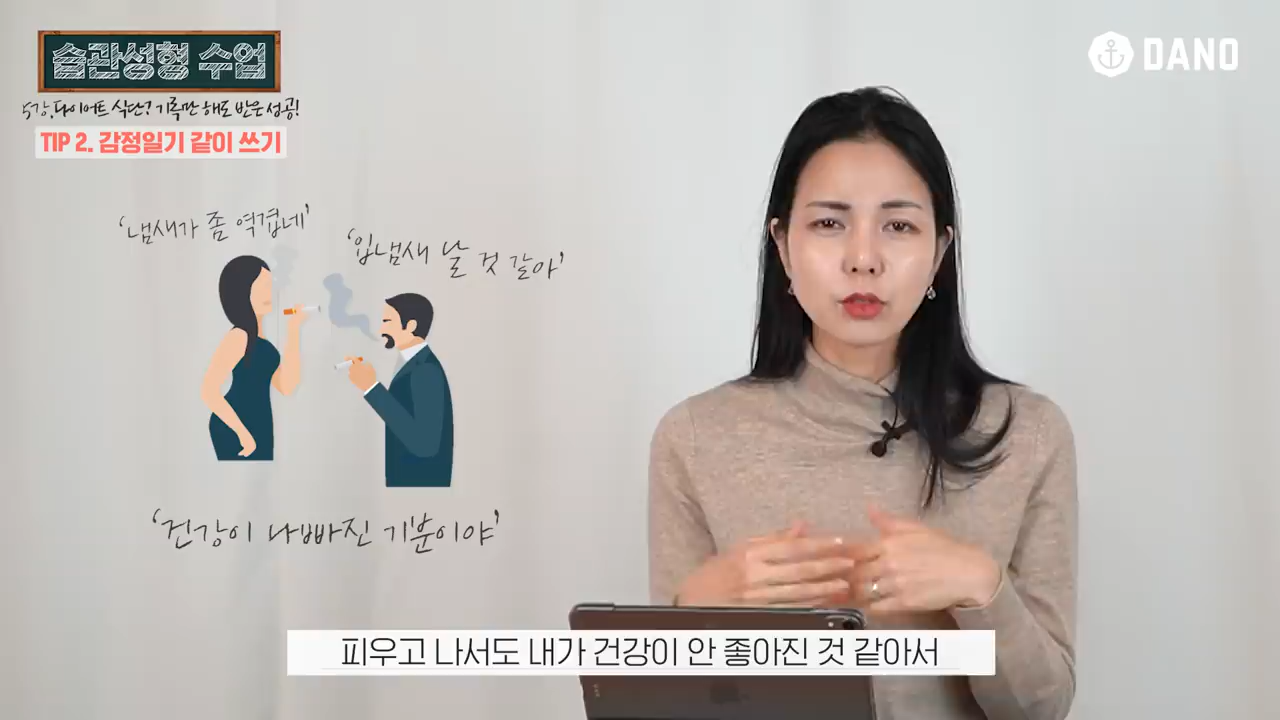 습관성형 수업
5강. 다이어트 식단? 기록만 해도 반은 성공!
TIP 2. 감정일기 같이 쓰기
DANO
'냄새가 좀 역겹네'
'입냄새 날 것 같아'
'건강이 나빠진 기분이야'
피우고 나서도 내가 건강이 안 좋아진 것 같아서